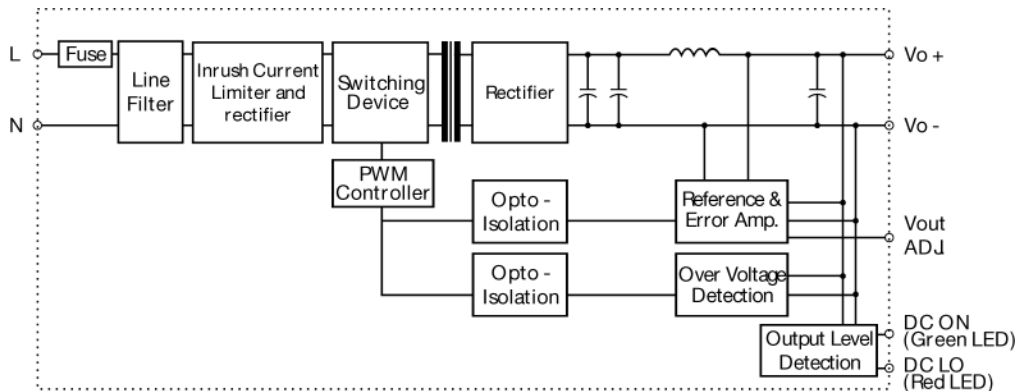 L
Fuse
Line
Filter
Inrush Current
Limiter and
rectifier
Switching
Device
Rectifier
Vo +
N
Vo -
PWM
Controller
Opto -
Isolation
Reference &
Error Amp.
Vout
ADJ.
Opto -
Isolation
Over Voltage
Detection
Output Level
Detection
DC ON
(Green LED)
DC LO
(Red LED)